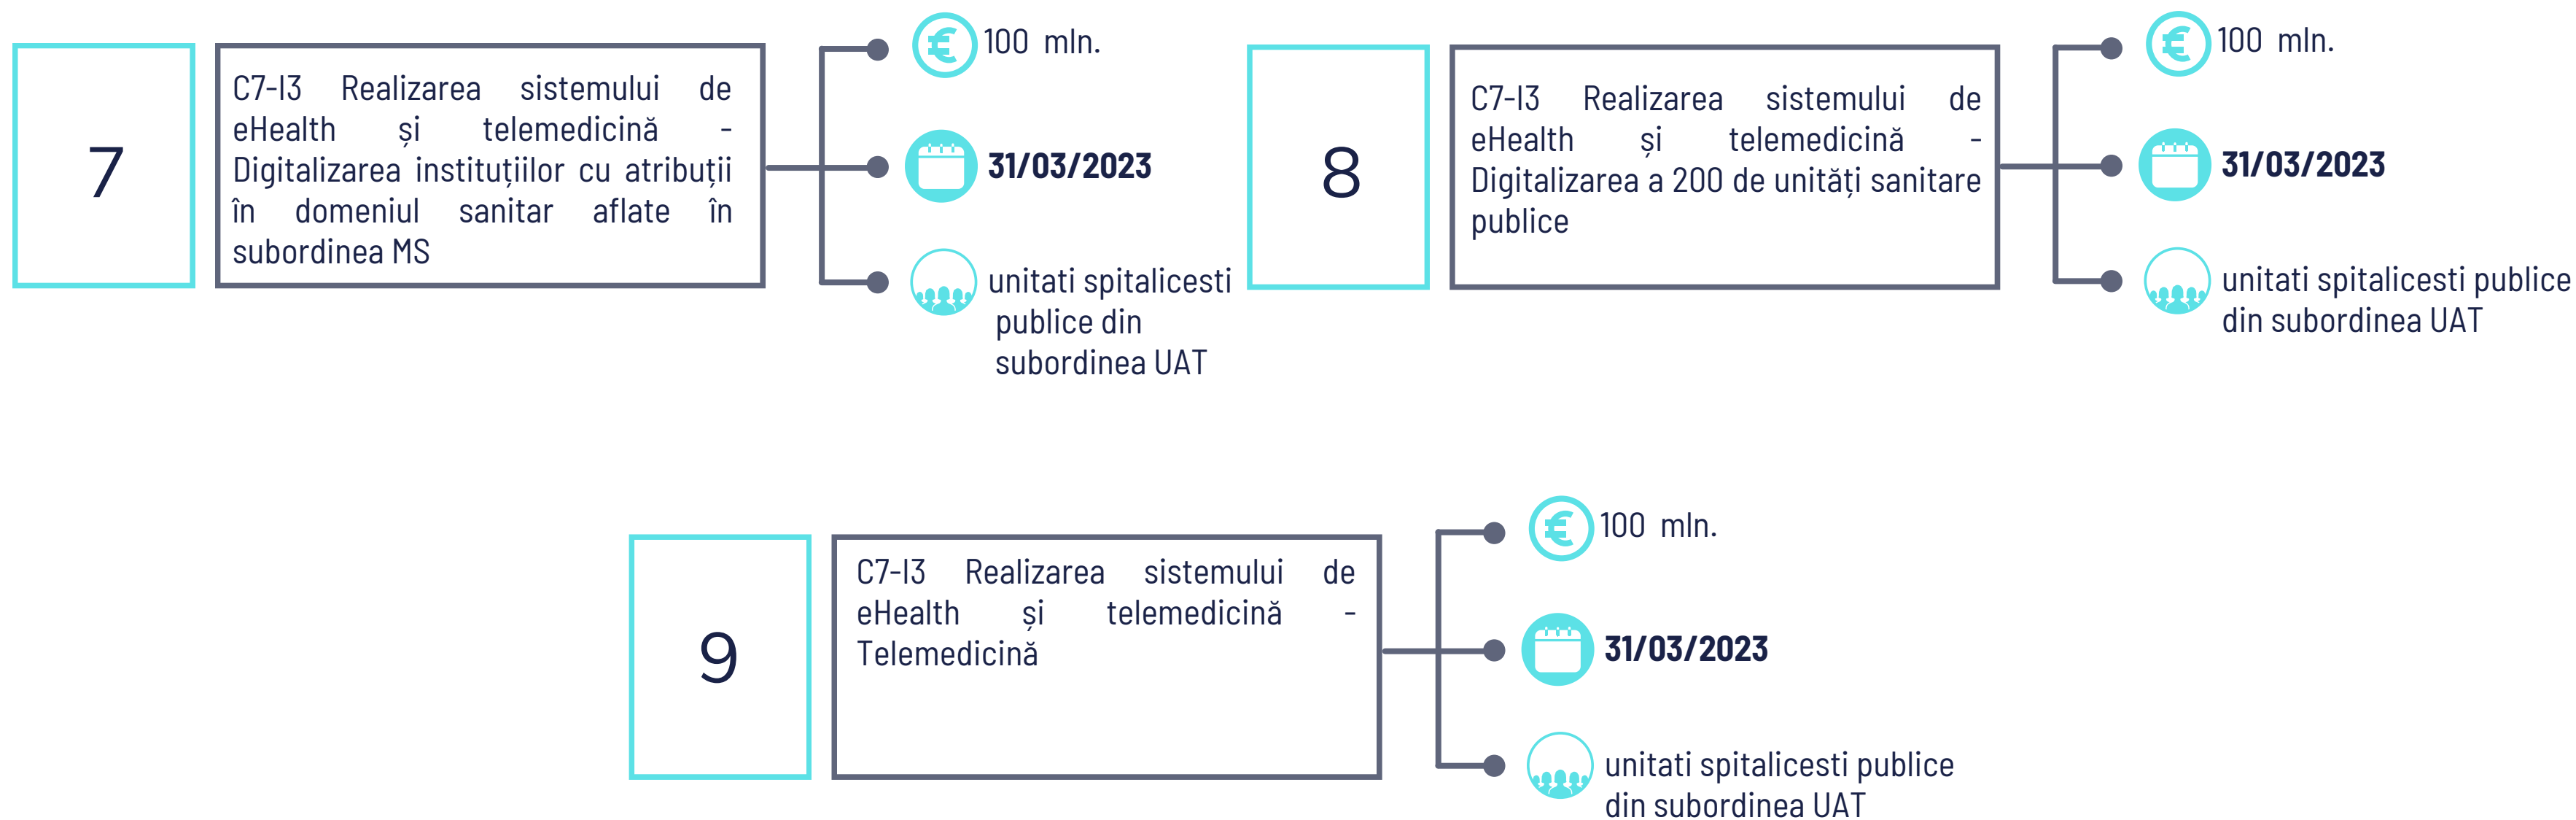 7
C7-I3 Realizarea sistemului de
eHealth și telemedicină -
Digitalizarea instituțiilor cu atribuții
în domeniul sanitar aflate în
subordinea MS
100 mln.
31/03/2023
unitati spitalicesti
publice din
subordinea UAT
8
C7-I3 Realizarea sistemului de
eHealth și telemedicină -
Digitalizarea a 200 de unități sanitare
publice
100 mln.
31/03/2023
unitati spitalicesti publice
din subordinea UAT
9
C7-I3 Realizarea sistemului de
eHealth și telemedicină -
Telemedicină
100 mln.
31/03/2023
unitati spitalicesti publice
din subordinea UAT